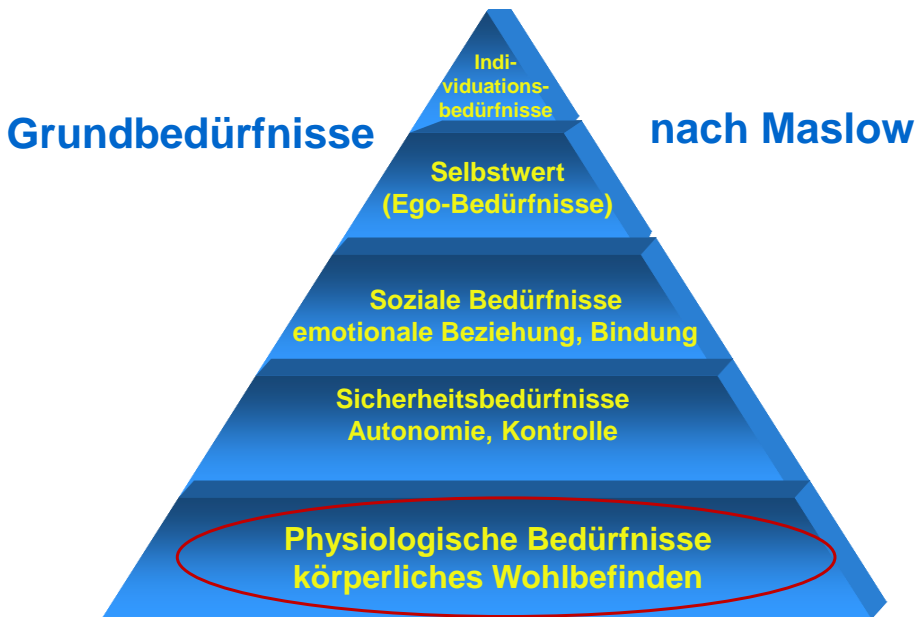 Grundbedürfnisse
nach Maslow
Indi-
viduations-
bedürfnisse
Selbstwert
(Ego-Bedürfnisse)
Soziale Bedürfnisse
emotionale Beziehung, Bindung
Sicherheitsbedürfnisse
Autonomie, Kontrolle
Physiologische Bedürfnisse
körperliches Wohlbefinden